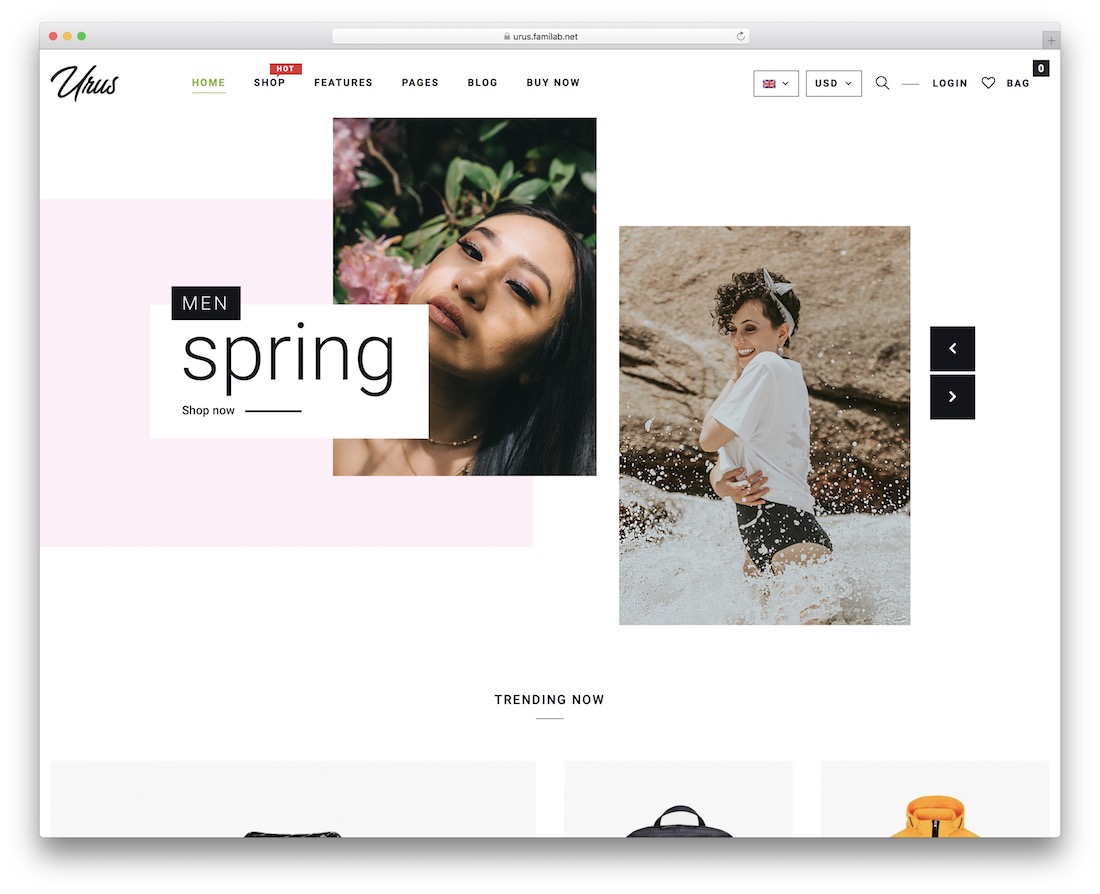 urus.familab.net
Urus
HOME
SHOP
HOT
FEATURES
PAGES
BLOG
BUY NOW
USD
LOGIN
BAG
0
MEN
spring
Shop now
TRENDING NOW